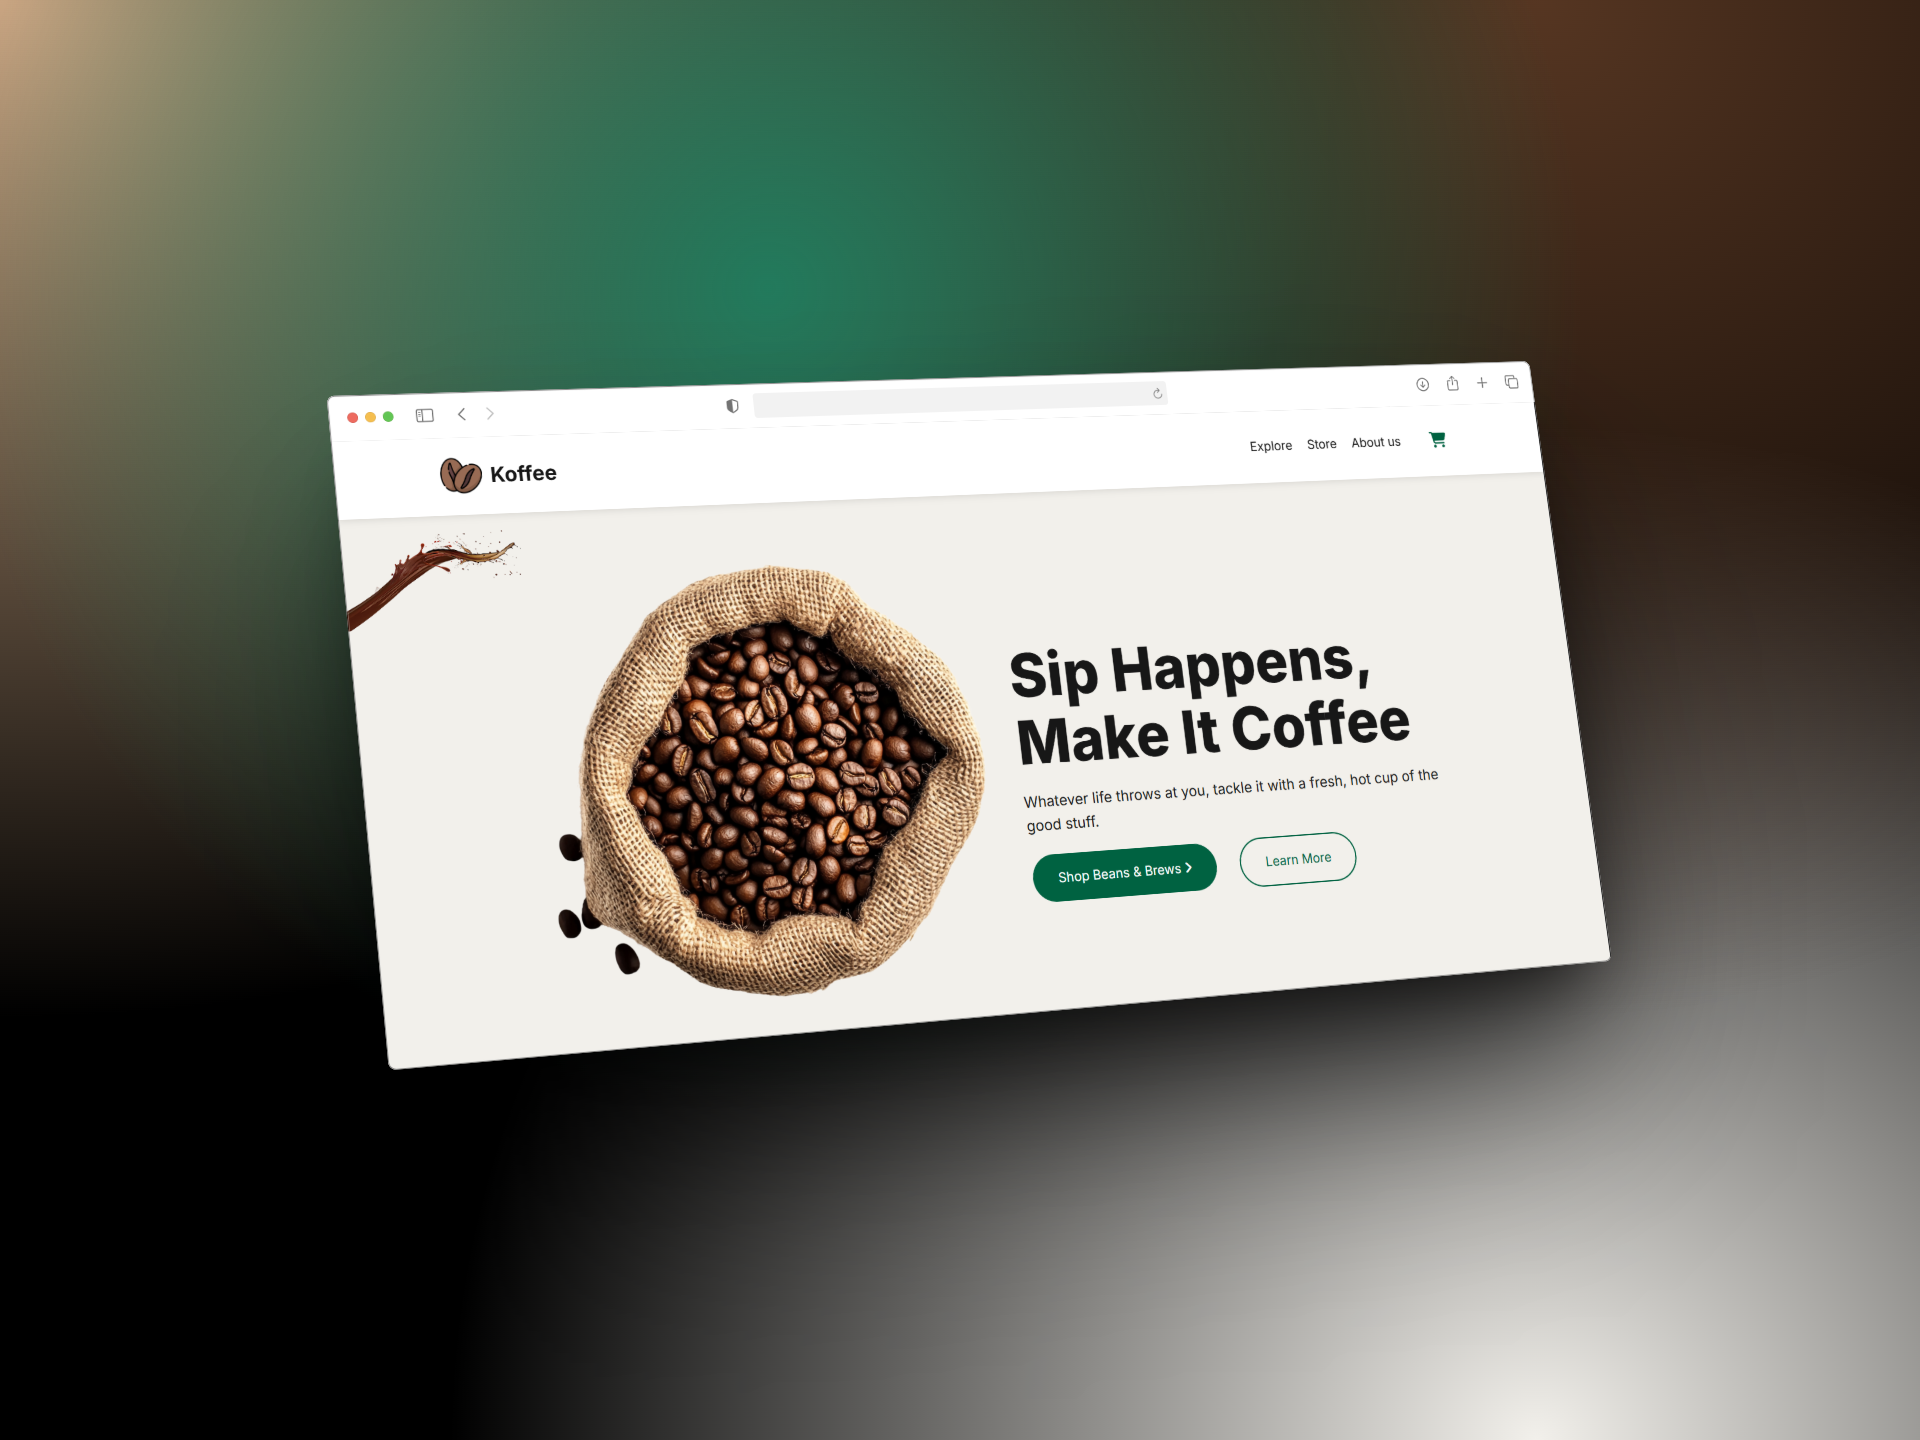 Koffee
Explore Store About us
Sip Happens,
Make It Coffee
Whatever life throws at you, tackle it with a fresh, hot cup of the
good stuff.
Shop Beans & Brews
Learn More